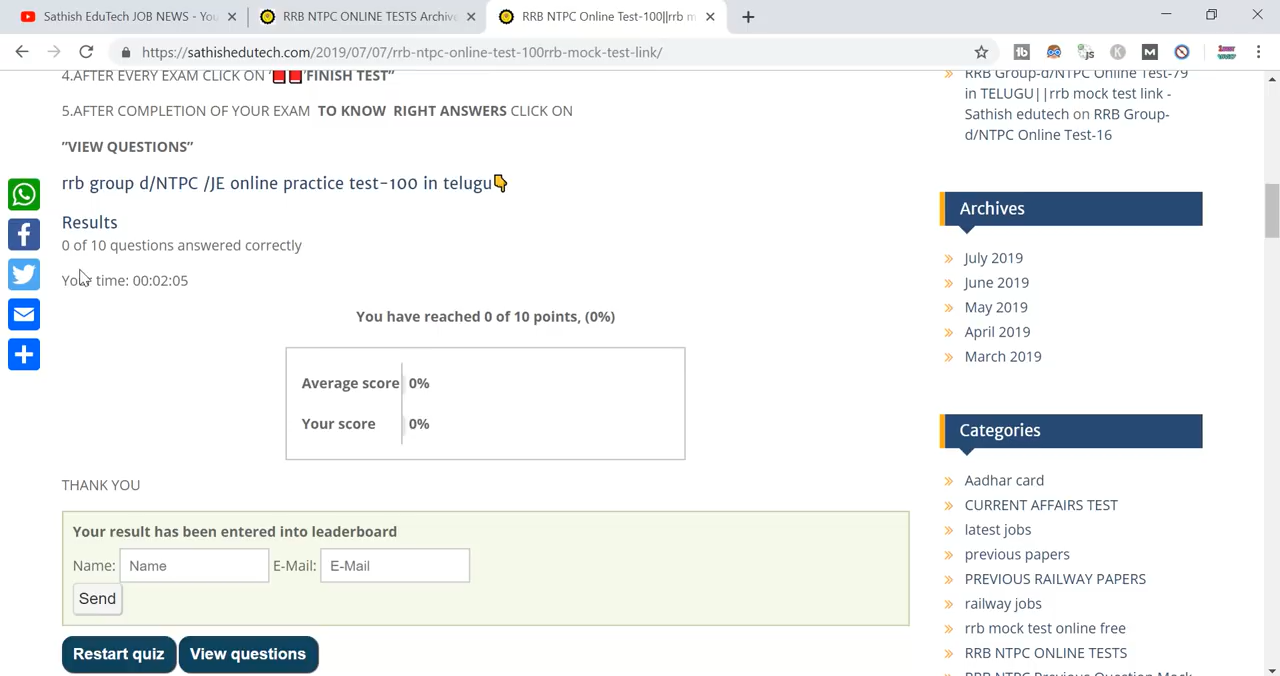 Sathish EduTech JOB NEWS - You
RRB NTPC ONLINE TESTS Archive
RRB NTPC Online Test-100||rrb m
https://sathishedutech.com/2019/07/07/rrb-ntpc-online-test-100rrb-mock-test-link/
4.AFTER EVERY EXAM CLICK ON "FINISH TEST"
5.AFTER COMPLETION OF YOUR EXAM TO KNOW RIGHT ANSWERS CLICK ON
"VIEW QUESTIONS"
rrb group d/NTPC /JE online practice test-100 in telugu
Results
0 of 10 questions answered correctly
Your time: 00:02:05
You have reached 0 of 10 points, (0%)
Average score 0%
Your score 0%
THANK YOU
Your result has been entered into leaderboard
Name: Name E-Mail: E-Mail
Send
Restart quiz View questions
RRB Group-d/NTPC Online Test-79
in TELUGU||rrb mock test link -
Sathish edutech on RRB Group-
d/NTPC Online Test-16
Archives
July 2019
June 2019
May 2019
April 2019
March 2019
Categories
Aadhar card
CURRENT AFFAIRS TEST
latest jobs
previous papers
PREVIOUS RAILWAY PAPERS
railway jobs
rrb mock test online free
RRB NTPC ONLINE TESTS
RRB NTPC Previous Question Mock